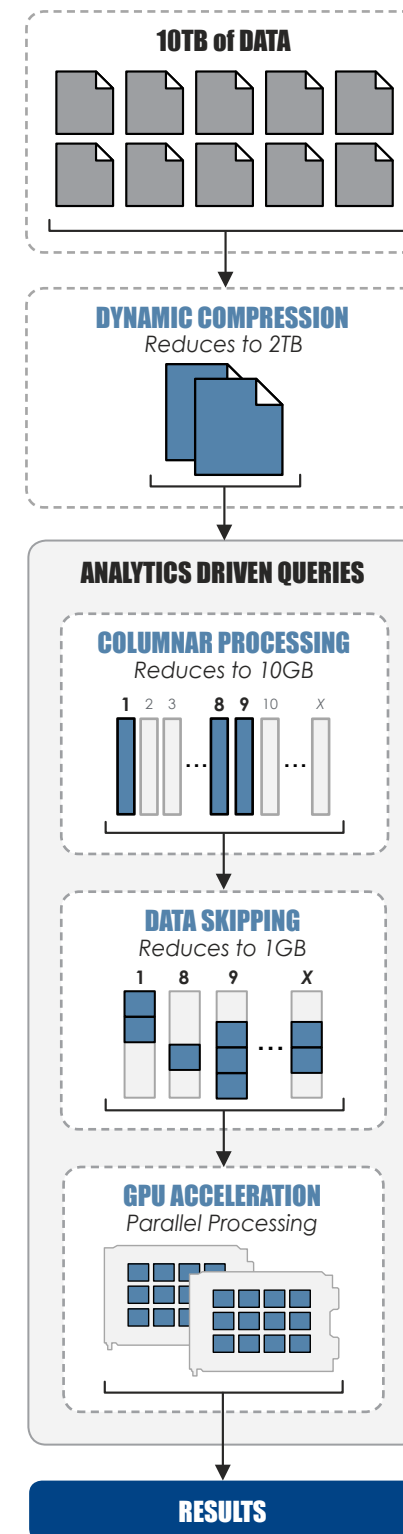 10TB of DATA
DYNAMIC COMPRESSION
Reduces to 2TB
ANALYTICS DRIVEN QUERIES
COLUMNAR PROCESSING
Reduces to 10GB
1 2 3 8 9 10 X
... ...
DATA SKIPPING
Reduces to 1GB
1 8 9 X
...
GPU ACCELERATION
Parallel Processing
RESULTS